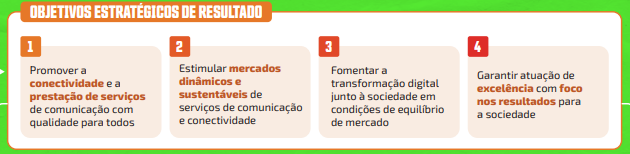 OBJETIVOS ESTRATÉGICOS DE RESULTADO
1
Promover a
conectividade e a
prestação de serviços
de comunicação com
qualidade para todos
2
Estimular mercados
dinâmicos e
sustentáveis de
serviços de comunicação
e conectividade
3
Fomentar a
transformação digital
junto à sociedade em
condições de equilíbrio
de mercado
4
Garantir atuação de
excelência com foco
nos resultados para
a sociedade